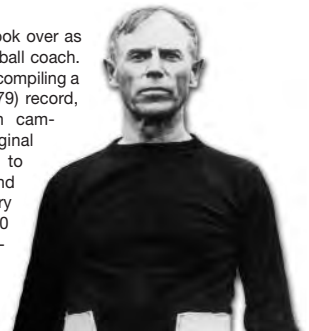 ook over as
ball coach.
compiling a
79) record,
cam-
ginal
to
nd
ry
0
-